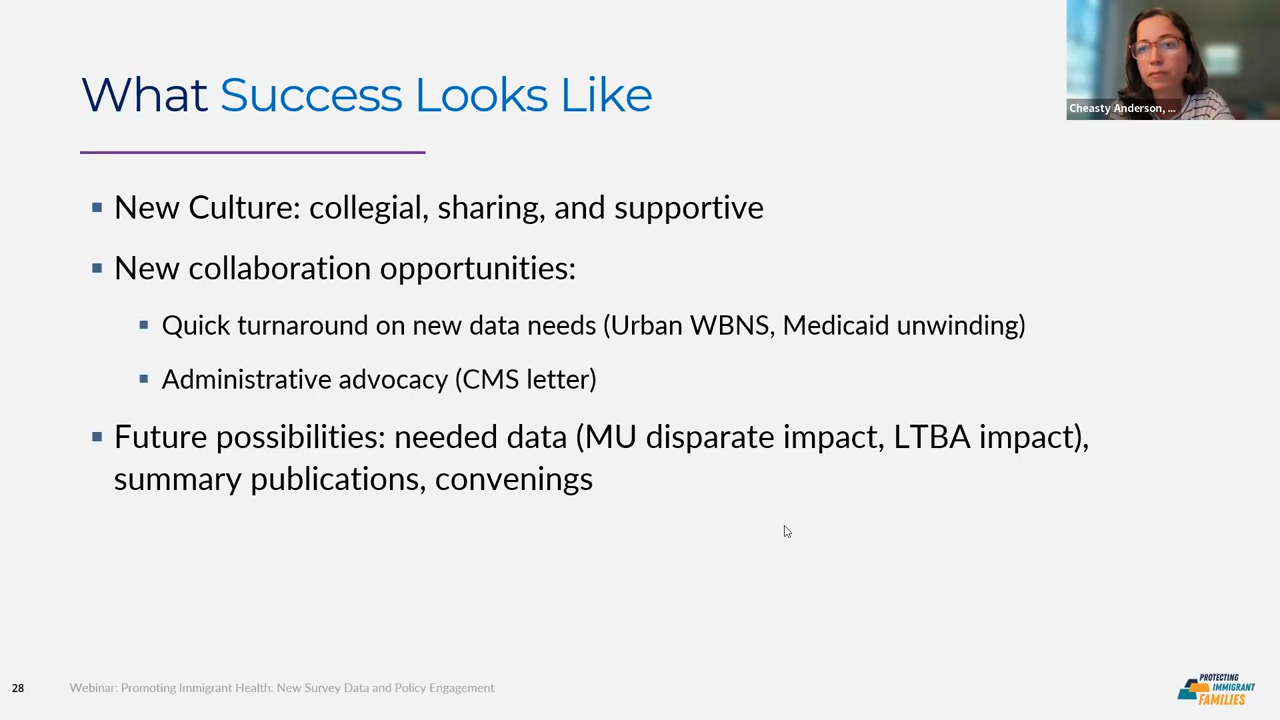 Cheasty Anderson, ...
What Success Looks Like
▪ New Culture: collegial, sharing, and supportive
▪ New collaboration opportunities:
▪ Quick turnaround on new data needs (Urban WBNS, Medicaid unwinding)
▪ Administrative advocacy (CMS letter)
▪ Future possibilities: needed data (MU disparate impact, LTBA impact),
summary publications, convenings
28
Webinar: Promoting Immigrant Health: New Survey Data and Policy Engagement
PROTECTING
IMMIGRANT
FAMILIES